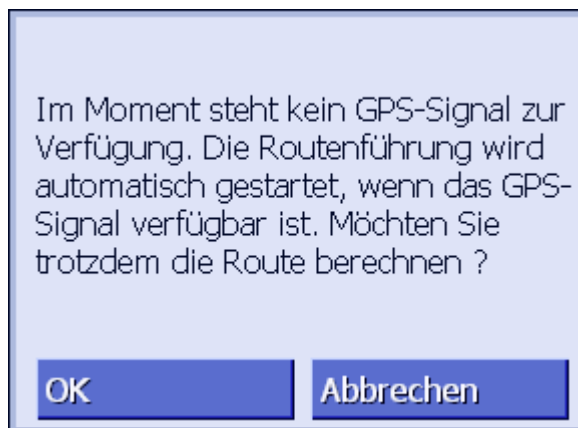 Im Moment steht kein GPS-Signal zur
Verfügung. Die Routenführung wird
automatisch gestartet, wenn das GPS-
Signal verfügbar ist. Möchten Sie
trotzdem die Route berechnen ?
OK
Abbrechen